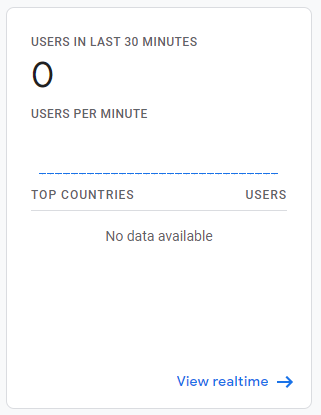 USERS IN LAST 30 MINUTES
0
USERS PER MINUTE
TOP COUNTRIES USERS
No data available
View realtime